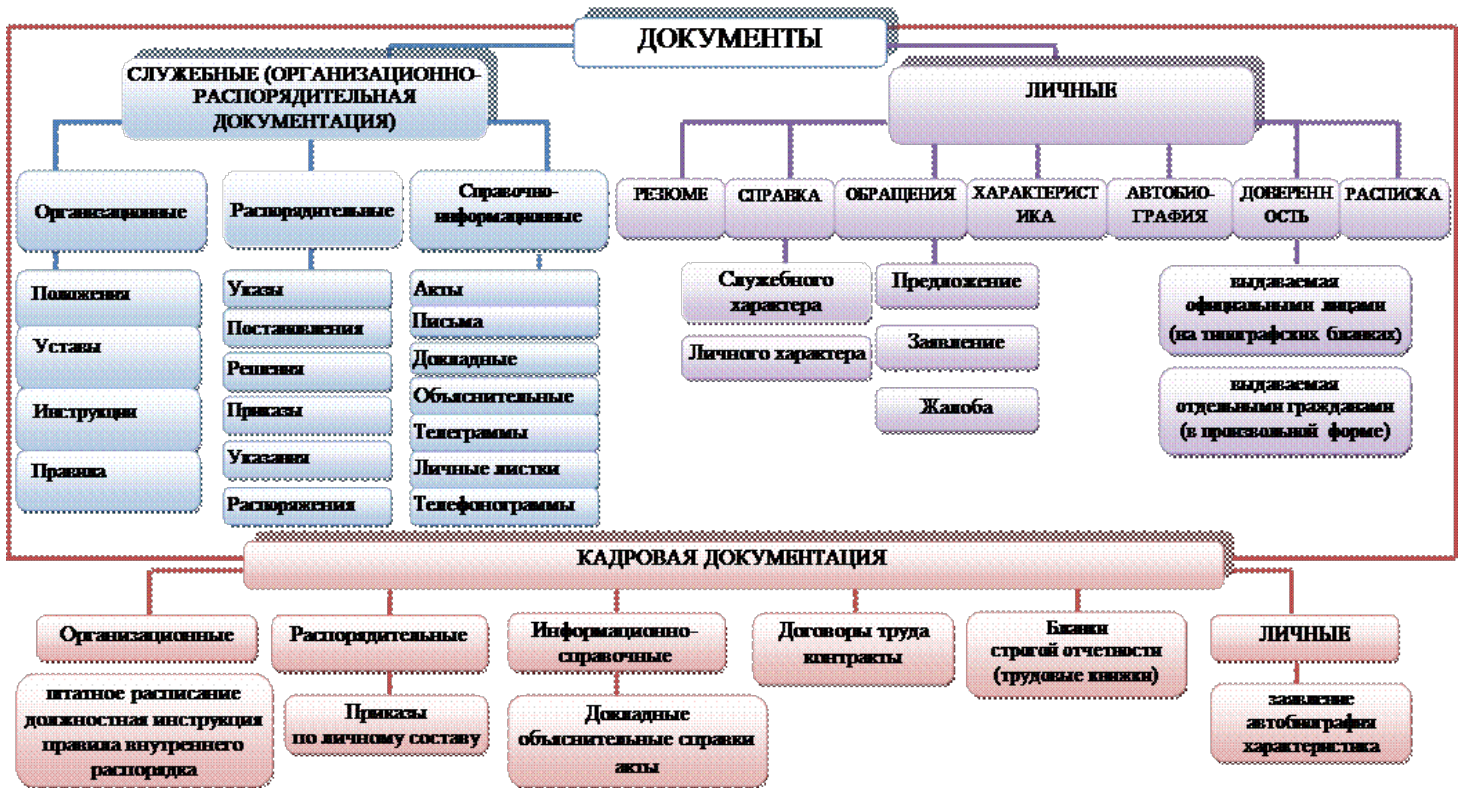 ДОКУМЕНТЫ
СЛУЖЕБНЫЕ (ОРГАНИЗАЦИОННО-
РАСПОРЯДИТЕЛЬНАЯ
ДОКУМЕНТАЦИЯ)
ЛИЧНЫЕ
Организационные
Распорядительные
Справочно-
информационные
РЕЗЮМЕ
СПРАВКА
ОБРАЩЕНИЯ
ХАРАКТЕРИСТ
ИКА
АВТОБИО-
ГРАФИЯ
ДОВЕРЕНН
ОСТЬ
РАСПИСКА
Положения
Уставы
Инструкции
Правила
Указы
Постановления
Решения
Приказы
Указания
Распоряжения
Акты
Письма
Докладные
Объяснительные
Телеграммы
Личные листки
Телефонограммы
Служебного
характера
Личного характера
Предложение
Заявление
Жалоба
выдаваемая
официальными лицами
(на типографских бланках)
выдаваемая
отдельными гражданами
(в произвольной форме)
КАДРОВАЯ ДОКУМЕНТАЦИЯ
Организационные
штатное расписание
должностная инструкция
правила внутреннего
распорядка
Распорядительные
Приказы
по личному составу
Информационно-
справочные
Докладные
объяснительные справки
акты
Договоры труда
контракты
Бланки
строгой отчетности
(трудовые книжки)
ЛИЧНЫЕ
заявление
автобиография
характеристика